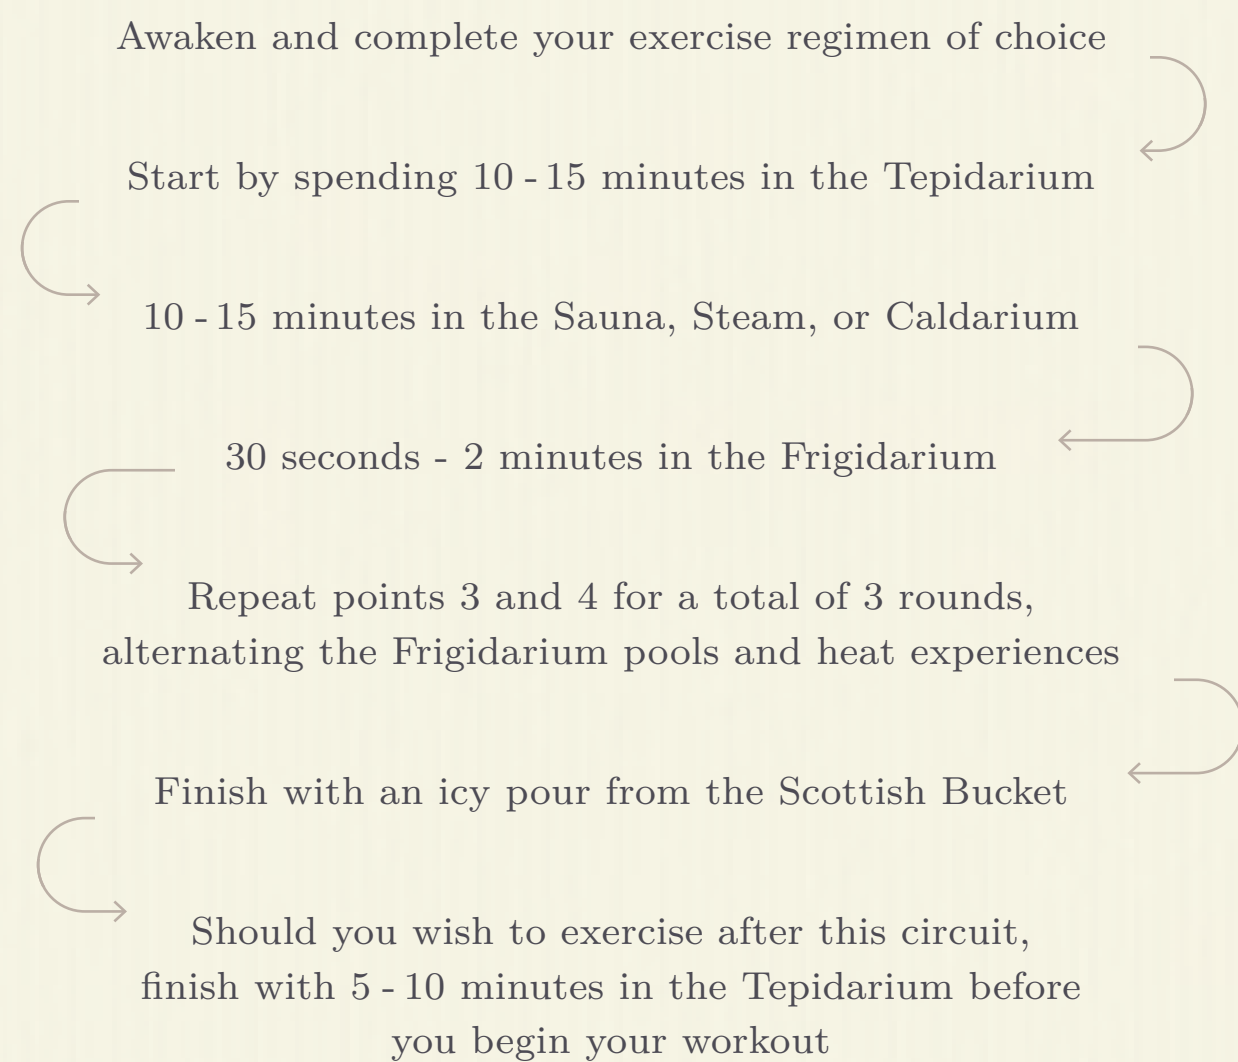 Awaken and complete your exercise regimen of choice
Start by spending 10 - 15 minutes in the Tepidarium
10 - 15 minutes in the Sauna, Steam, or Caldarium
30 seconds - 2 minutes in the Frigidarium
Repeat points 3 and 4 for a total of 3 rounds,
alternating the Frigidarium pools and heat experiences
Finish with an icy pour from the Scottish Bucket
Should you wish to exercise after this circuit,
finish with 5 - 10 minutes in the Tepidarium before
you begin your workout